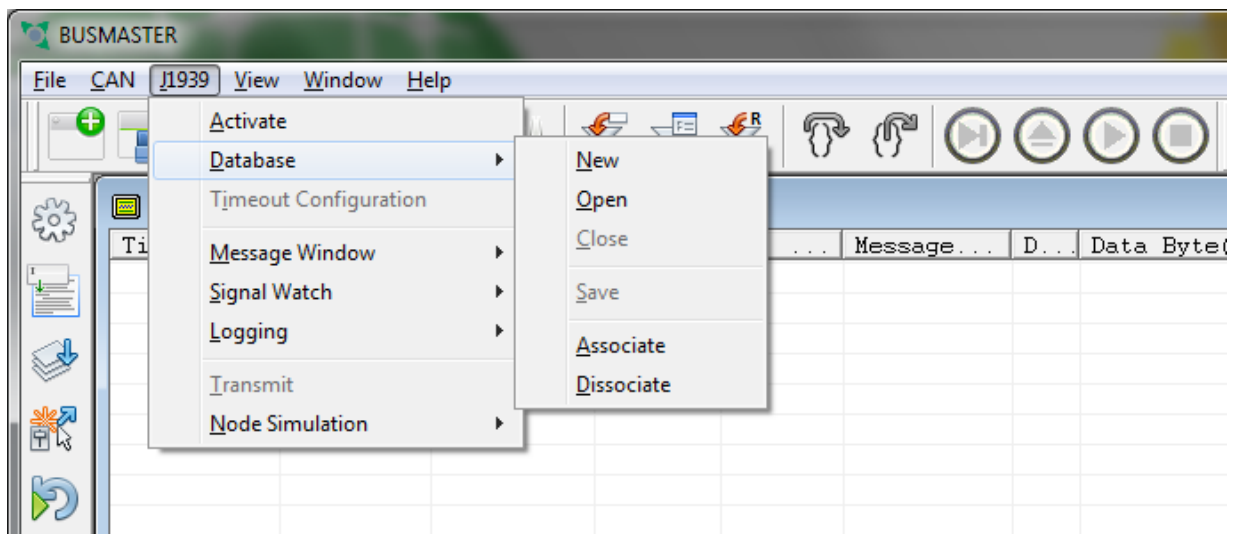 BUSMASTER
File CAN J1939 View Window Help
Activate
Database
Timeout Configuration
Message Window
Signal Watch
Logging
Transmit
Node Simulation
New
Open
Close
Save
Associate
Dissociate
Ti ... Message... D... Data Byte(